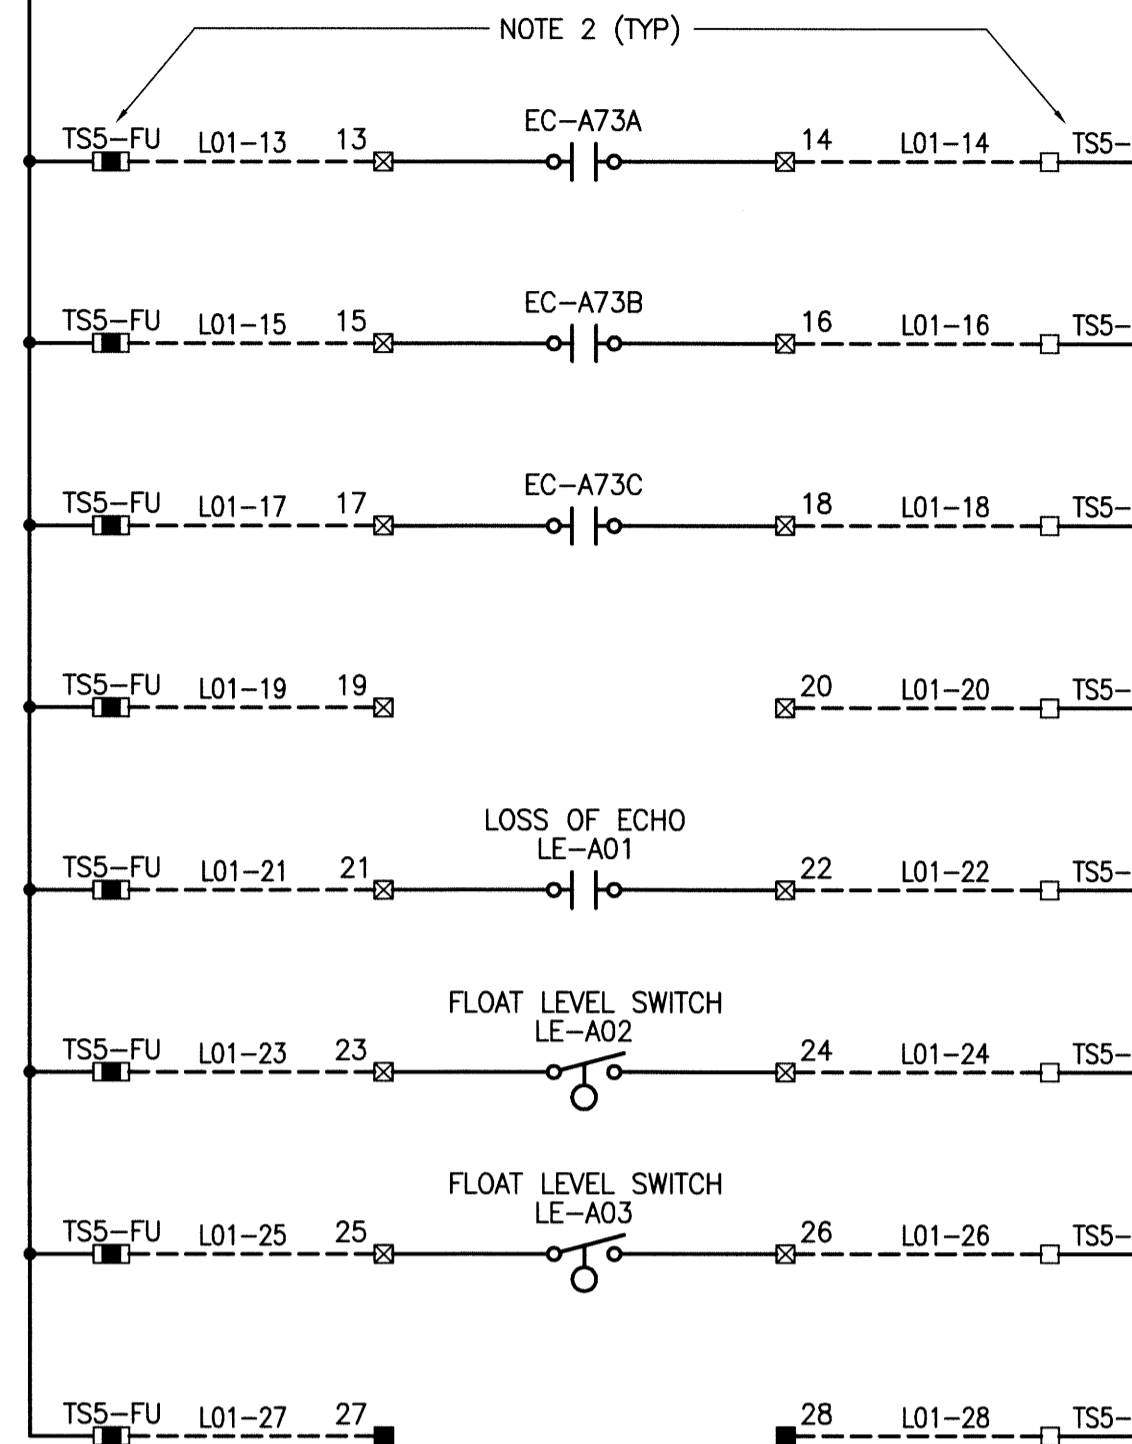 NOTE 2 (TYP)
EC-A73A
TS5-FU L01-13 13 14 L01-14 TS5-
EC-A73B
TS5-FU L01-15 15 16 L01-16 TS5-
EC-A73C
TS5-FU L01-17 17 18 L01-18 TS5-
TS5-FU L01-19 19 20 L01-20 TS5-
LOSS OF ECHO
LE-A01
TS5-FU L01-21 21 22 L01-22 TS5-
FLOAT LEVEL SWITCH
LE-A02
TS5-FU L01-23 23 24 L01-24 TS5-
FLOAT LEVEL SWITCH
LE-A03
TS5-FU L01-25 25 26 L01-26 TS5-
TS5-FU L01-27 27 28 L01-28 TS5-